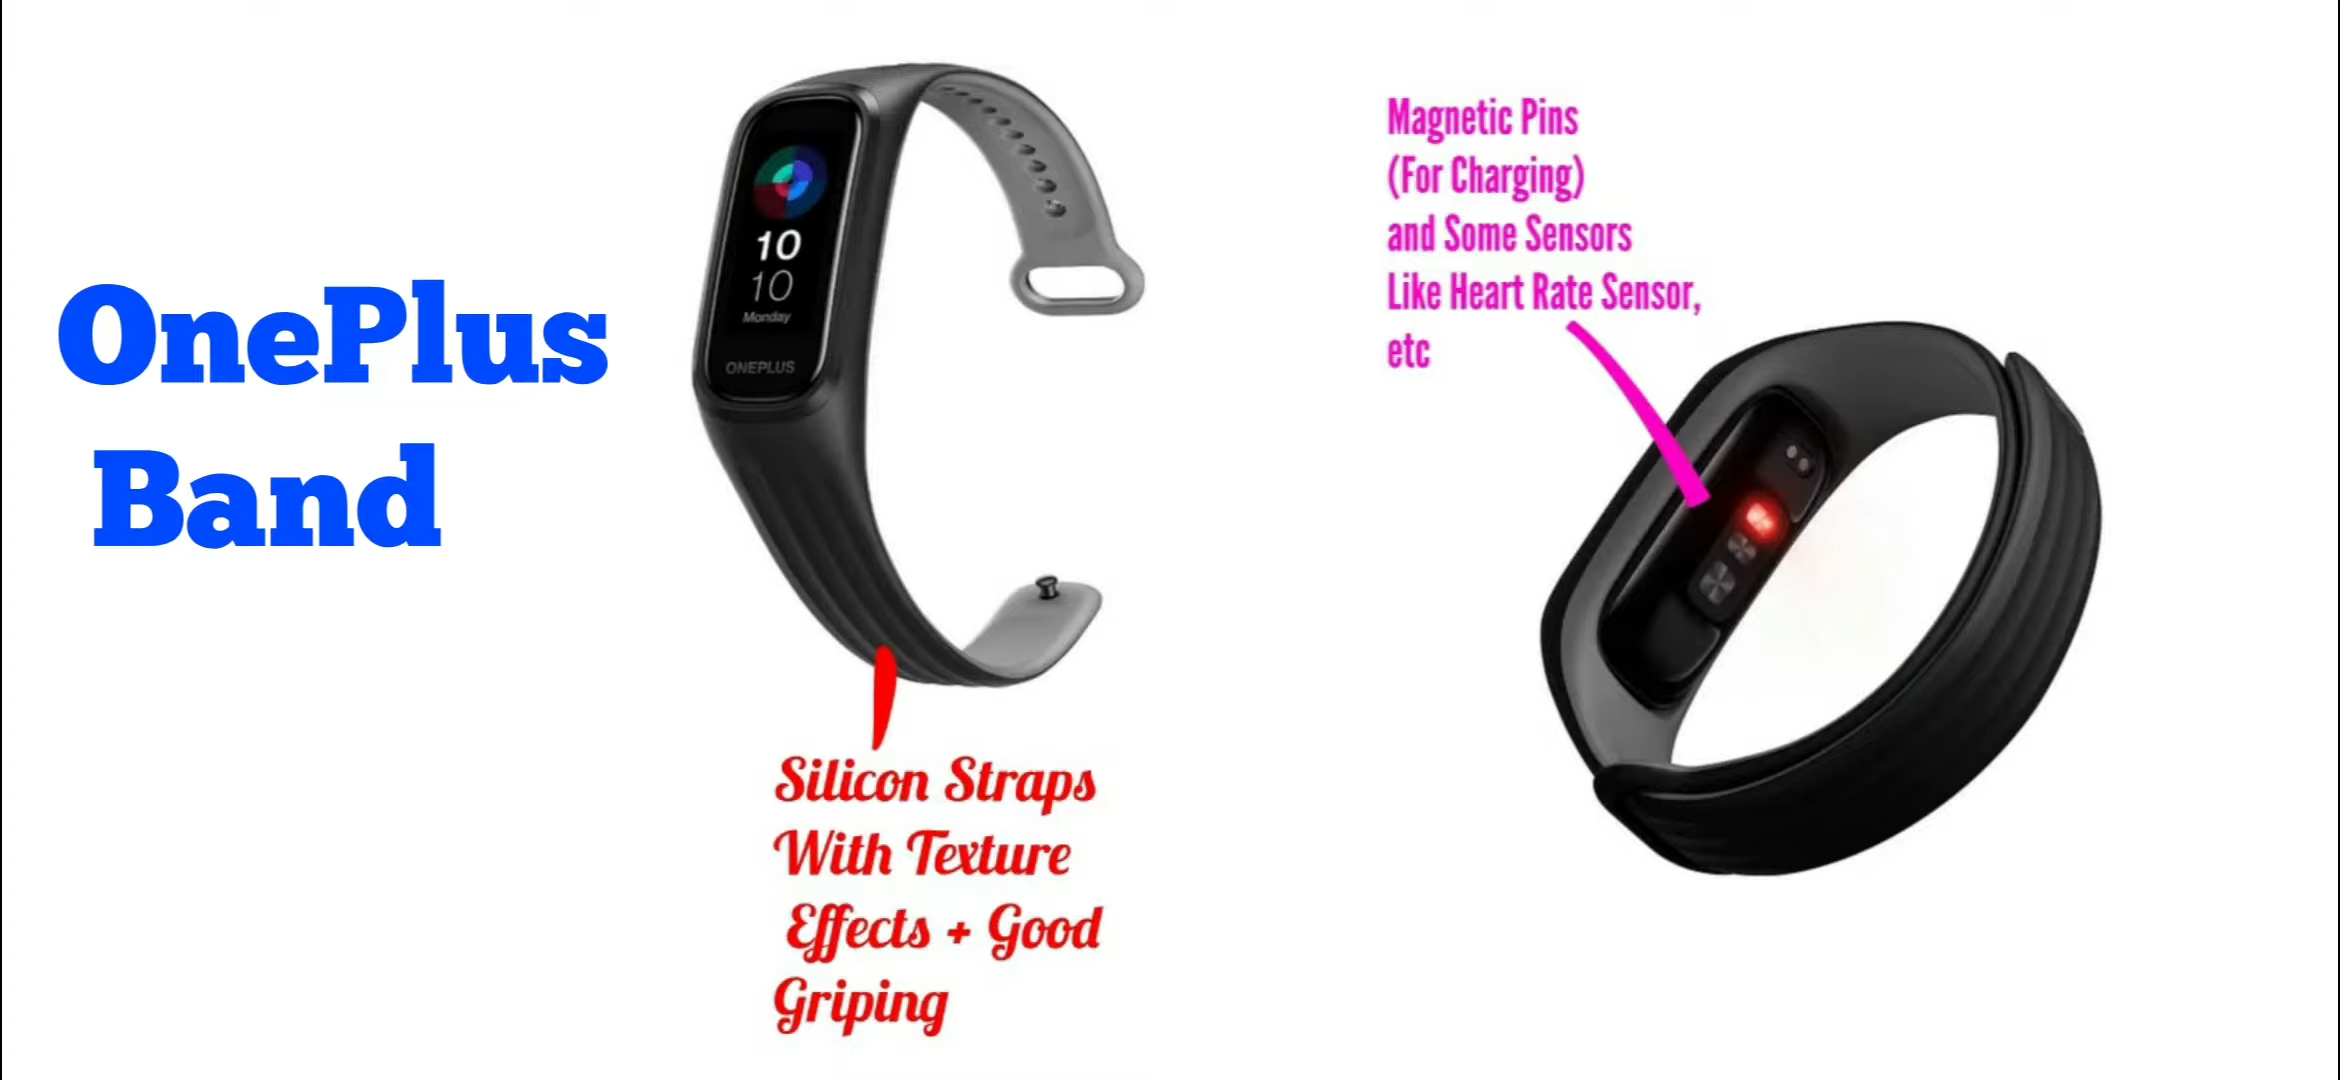 OnePlus
Band
10
10
Monday
ONEPLUS
Silicon Straps
With Texture
Effects + Good
Griping
Magnetic Pins
(For Charging)
and Some Sensors
Like Heart Rate Sensor,
etc